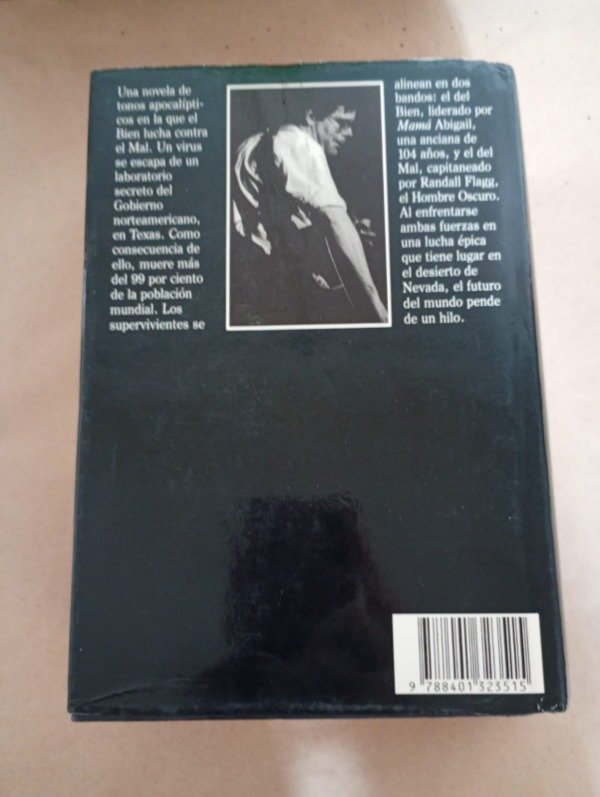 Una novela de
tonos apocalípti-
cos en la que el
Bien lucha contra
el Mal. Un virus
se escapa de un
laboratorio
secreto del
Gobierno
norteamericano,
en Texas. Como
consecuencia de
ello, muere más
del 99 por ciento
de la población
mundial. Los
supervivientes se
alinean en dos
bandos: el del
Bien, liderado por
Mamá Abigail,
una anciana de
104 años, y el del
Mal, capitaneado
por Randall Flagg,
el Hombre Oscuro.
Al enfrentarse
ambas fuerzas en
una lucha épica
que tiene lugar en
el desierto de
Nevada, el futuro
del mundo pende
de un hilo.
9 788401 323515